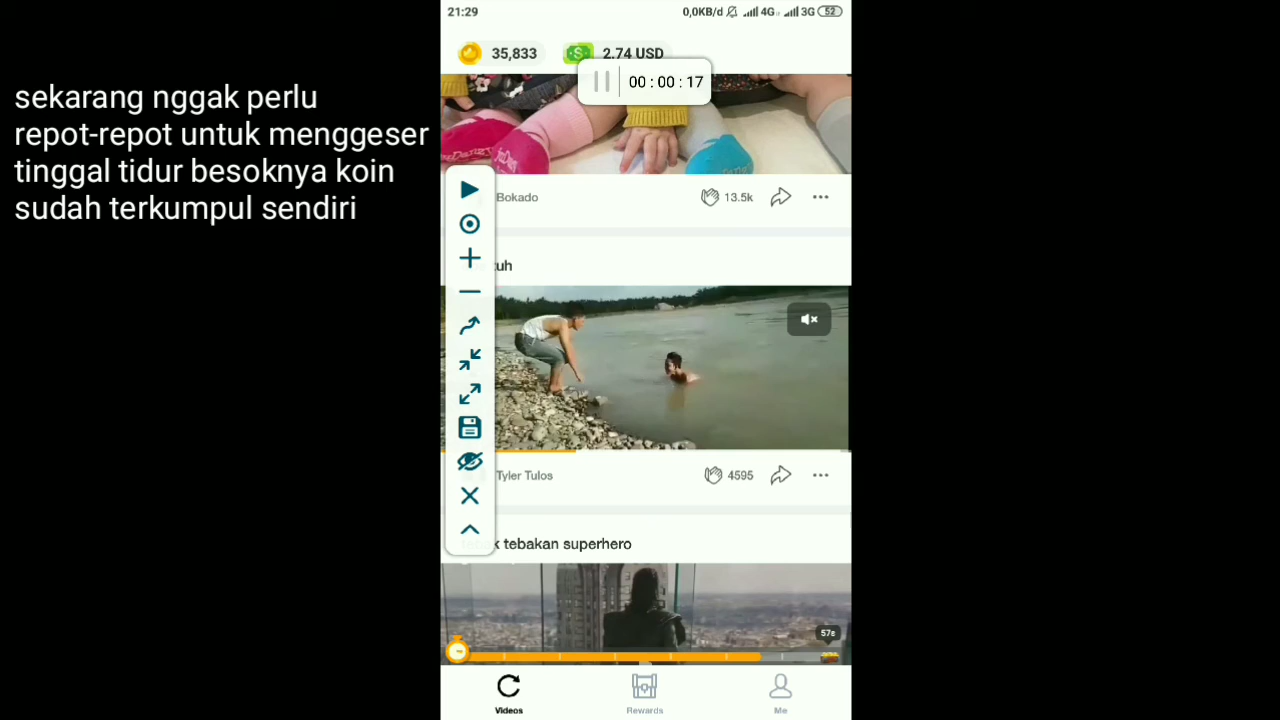 21:29
0,0KB/d
4G
3G
52
35,833
2.74 USD
sekarang nggak perlu
repot-repot untuk menggeser
tinggal tidur besoknya koin
sudah terkumpul sendiri
00 : 00 : 17
Bokado
13.5k
Tyler Tulos
4595
tebakan superhero
57s
Videos
Rewards
Me